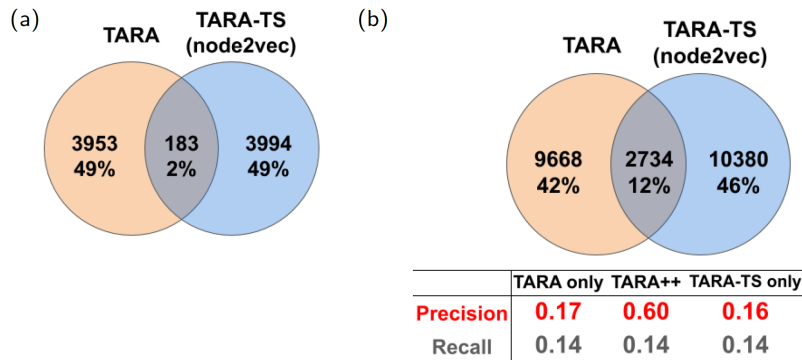 (a)
TARA
TARA-TS
(node2vec)
3953
49%
183
2%
3994
49%
(b)
TARA
TARA-TS
(node2vec)
9668
42%
2734
12%
10380
46%
TARA only TARA++ TARA-TS only
Precision 0.17 0.60 0.16
Recall 0.14 0.14 0.14